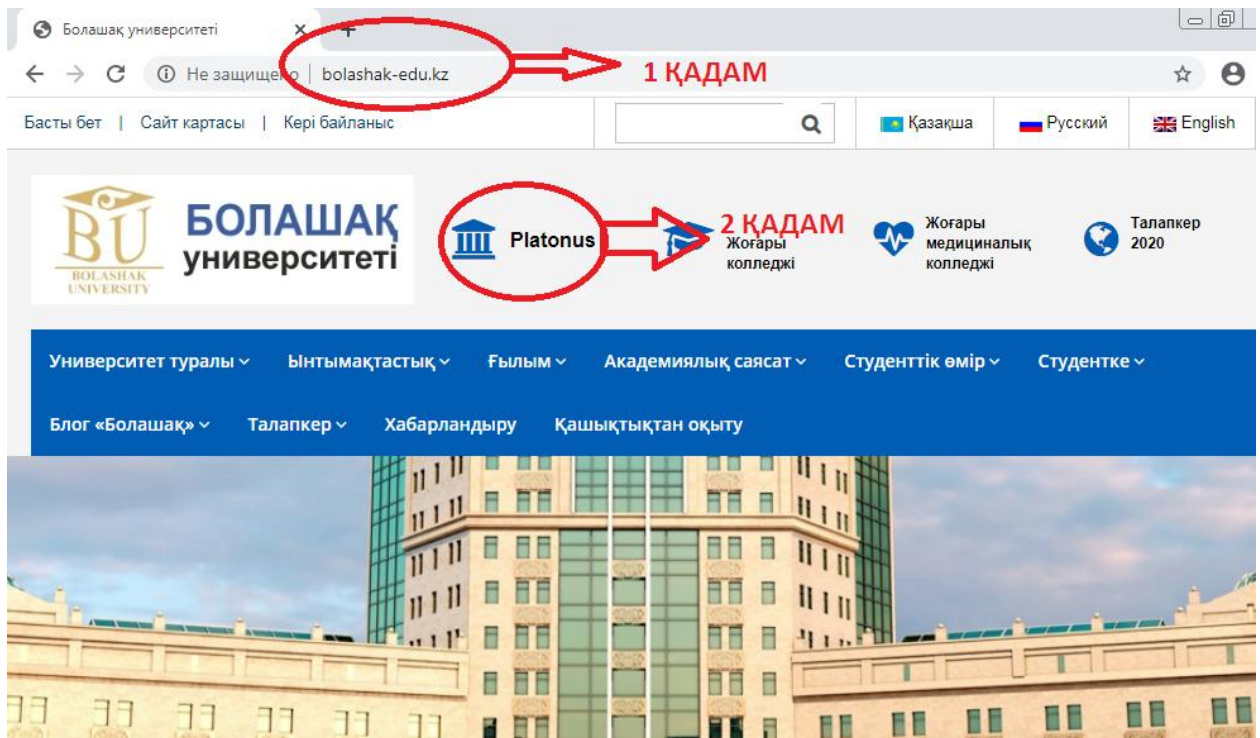 Болашақ университеті
Не защищено | bolashak-edu.kz
1 ҚАДАМ
Басты бет | Сайт картасы | Кері байланыс
Қазақша
Русский
English
BU
BOLASHAK
UNIVERSITY
БОЛАШАҚ
университеті
Platonus
2 ҚАДАМ
Жоғары
колледжі
Жоғары
медициналық
колледжі
Талапкер
2020
Университет туралы Ынтымақтастық Ғылым Академиялық саясат Студенттік өмір Студентке
Блог «Болашақ» Талапкер Хабарландыру Қашықтықтан оқыту